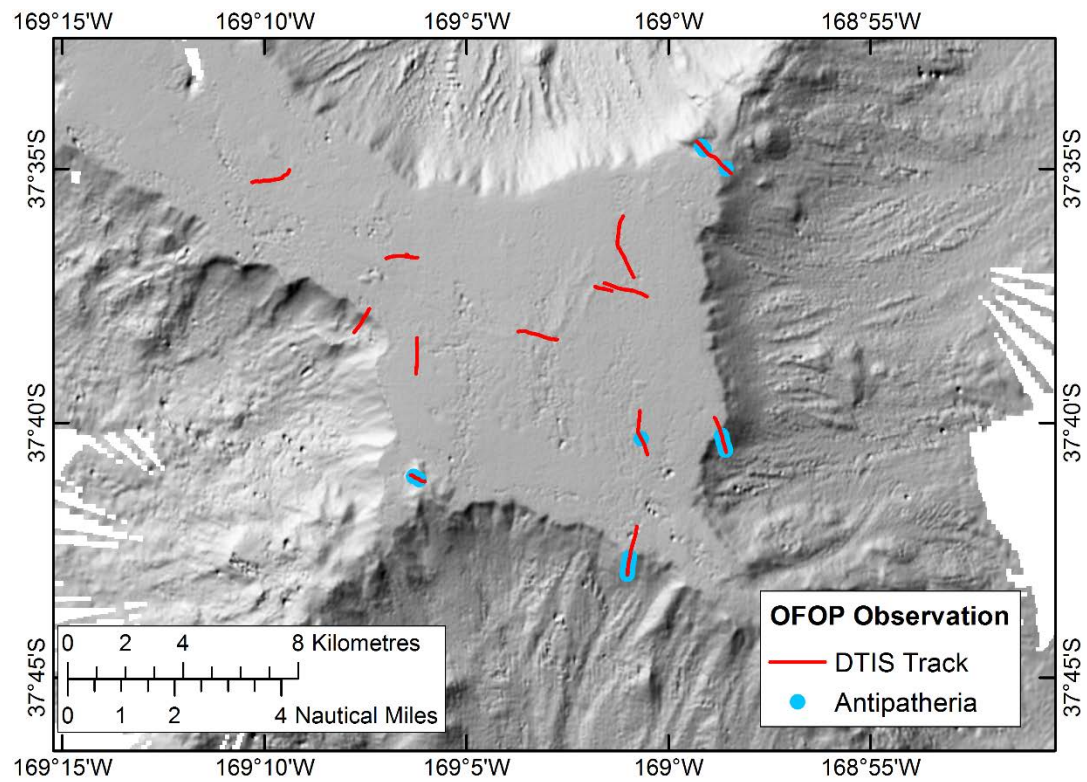 169°15'W 169°10'W 169°5'W 169°W 168°55'W
37°35'S 37°35'S
37°40'S 37°40'S
37°45'S 37°45'S
OFOP Observation
DTIS Track
Antipatheria
0 2 4 8 Kilometres
0 1 2 4 Nautical Miles
169°15'W 169°10'W 169°5'W 169°W 168°55'W